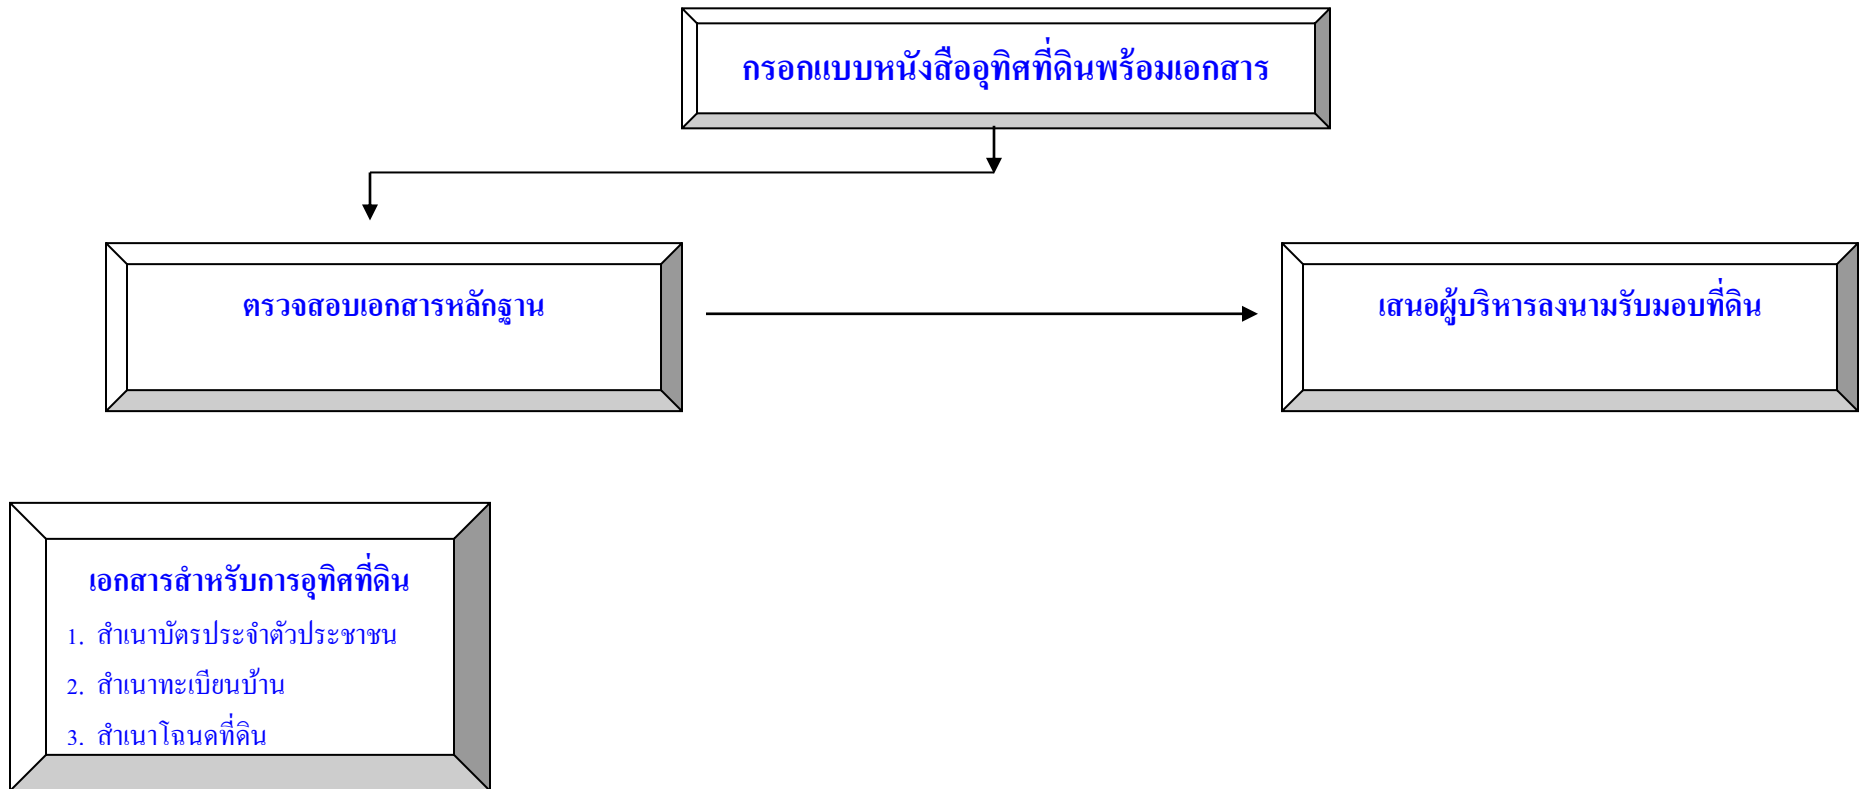 กรอกแบบหนังสืออุทิศที่ดินพร้อมเอกสาร
ตรวจสอบเอกสารหลักฐาน
เสนอผู้บริหารลงนามรับมอบที่ดิน
เอกสารสำหรับการอุทิศที่ดิน
1. สำเนาบัตรประจำตัวประชาชน
2. สำเนาทะเบียนบ้าน
3. สำเนาโฉนดที่ดิน